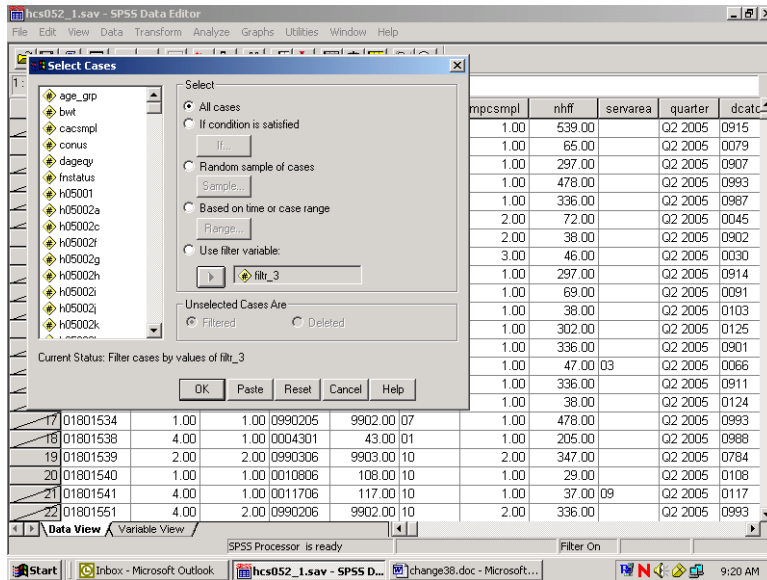 hcs052_1.sav - SPSS Data Editor
File Edit View Data Transform Analyze Graphs Utilities Window Help
Select Cases
1 :
age_grp
bwt
cacsmpl
conus
dageqy
fnstatus
h05001
h05002a
h05002c
h05002f
h05002g
h05002h
h05002i
h05002j
h05002k
Select
All cases
If condition is satisfied
If...
Random sample of cases
Sample...
Based on time or case range
Range...
Use filter variable:
filtr_3
Unselected Cases Are
Filtered Deleted
Current Status: Filter cases by values of filtr_3
OK Paste Reset Cancel Help
mpcsmpl nhff servarea quarter dcatc
1.00 539.00 Q2 2005 0915
1.00 65.00 Q2 2005 0079
1.00 297.00 Q2 2005 0907
1.00 478.00 Q2 2005 0993
1.00 336.00 Q2 2005 0987
2.00 72.00 Q2 2005 0045
2.00 38.00 Q2 2005 0902
3.00 46.00 Q2 2005 0030
1.00 297.00 Q2 2005 0914
1.00 69.00 Q2 2005 0091
1.00 38.00 Q2 2005 0103
1.00 302.00 Q2 2005 0125
1.00 336.00 Q2 2005 0901
1.00 47.00 03 Q2 2005 0066
1.00 336.00 Q2 2005 0911
1.00 38.00 Q2 2005 0124
17 01801534 1.00 1.00 0990205 9902.00 07 1.00 478.00 Q2 2005 0993
18 01801538 4.00 1.00 0004301 43.00 01 1.00 205.00 Q2 2005 0988
19 01801539 2.00 2.00 0990306 9903.00 10 2.00 347.00 Q2 2005 0784
20 01801540 1.00 1.00 0010806 108.00 10 1.00 29.00 Q2 2005 0108
21 01801541 4.00 1.00 0011706 117.00 10 1.00 37.00 09 Q2 2005 0117
22 01801551 4.00 2.00 0990206 9902.00 10 2.00 336.00 Q2 2005 0993
Data View Variable View
SPSS Processor is ready Filter On
Start Inbox - Microsoft Outlook hcs052_1.sav - SPSS D... change38.doc - Microsoft... 9:20 AM